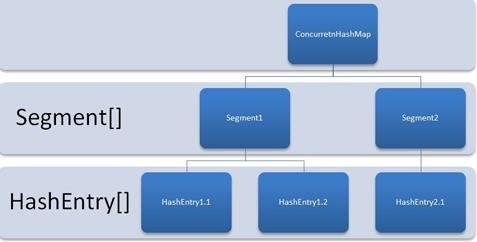 ConcurretnHashMap
Segment[]
Segment1
Segment2
HashEntry[]
HashEntry1.1
HashEntry1.2
HashEntry2.1